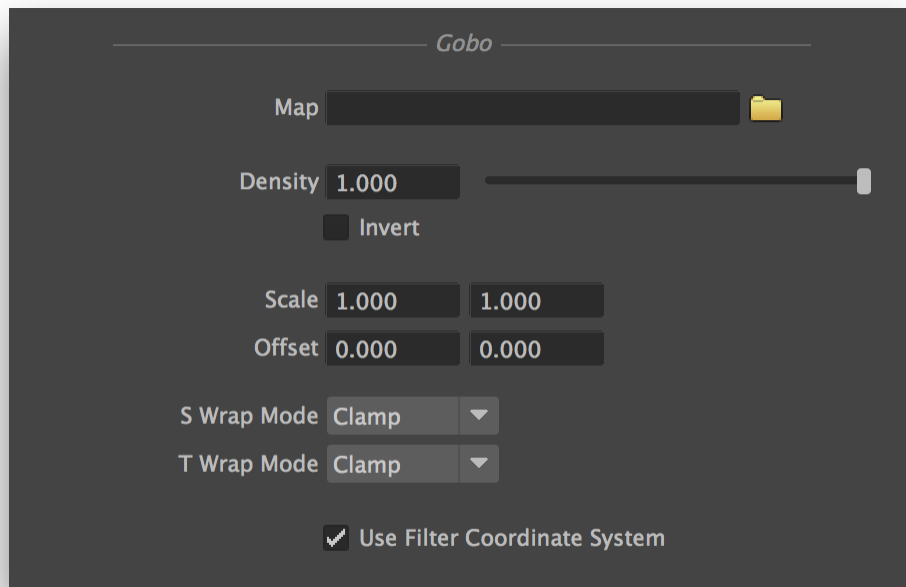 Gobo
Map
Density 1.000
Invert
Scale 1.000 1.000
Offset 0.000 0.000
S Wrap Mode Clamp
T Wrap Mode Clamp
Use Filter Coordinate System